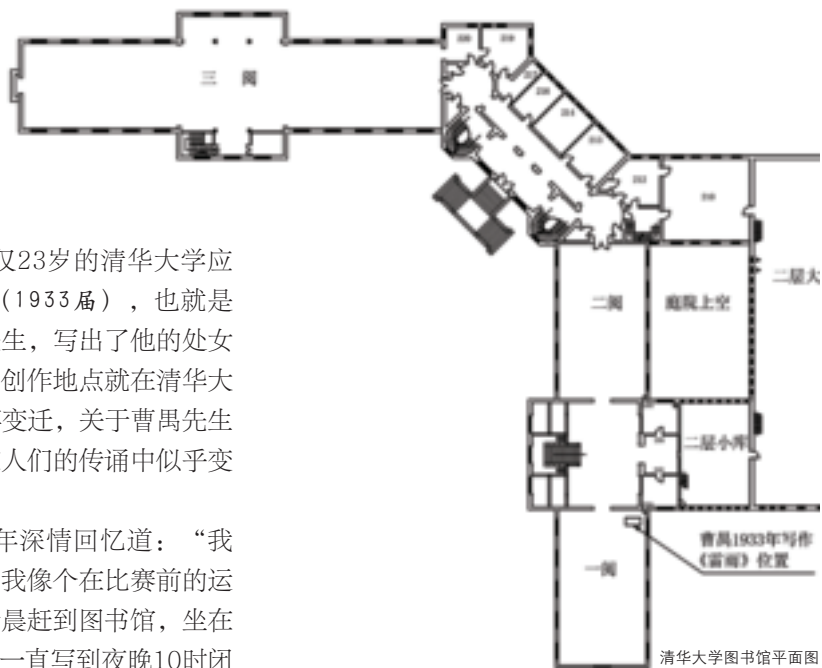 三 阅
仅23岁的清华大学应
(1933届)，也就是
生，写出了他的处女
创作地点就在清华大
变迁，关于曹禺先生
人们的传诵中似乎变
年深情回忆道：“我
我像个在比赛前的运
晨赶到图书馆，坐在
一直写到夜晚10时闭
二阅
庭院上空
二层大
二层小库
一阅
曹禺1933年写作
《雷雨》位置
清华大学图书馆平面图